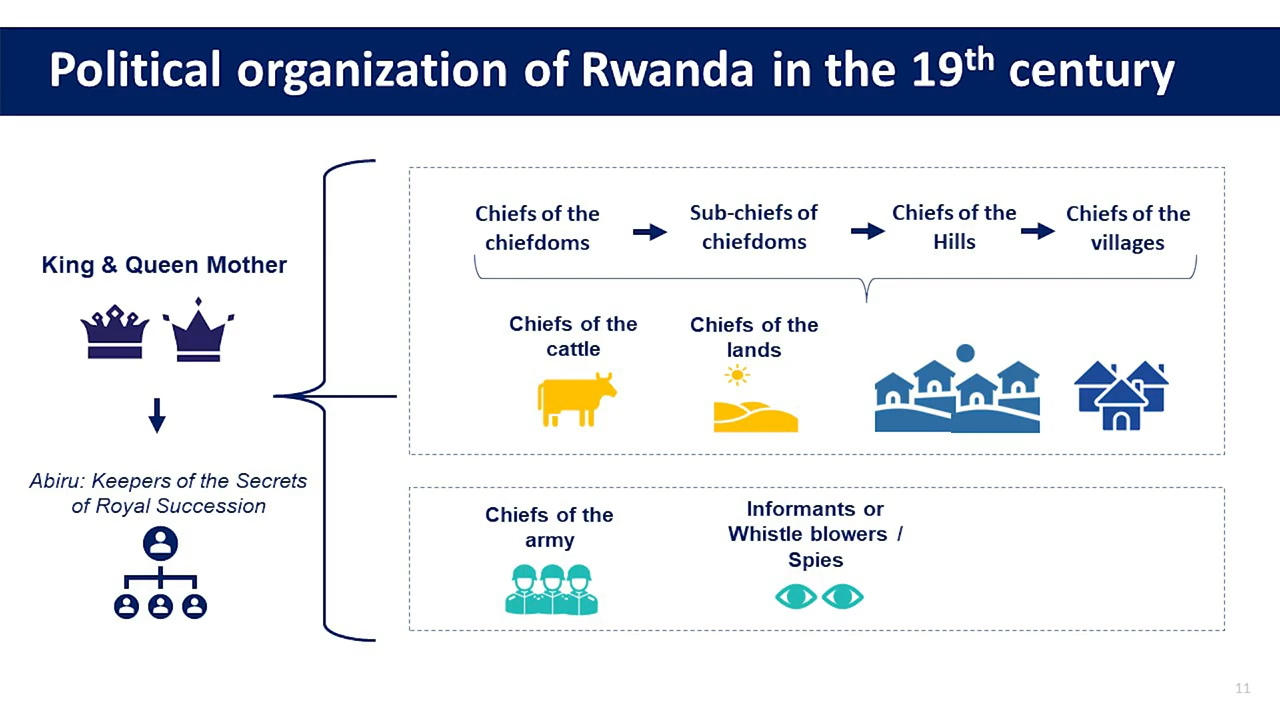 Political organization of Rwanda in the 19th century
King & Queen Mother
Abiru: Keepers of the Secrets
of Royal Succession
Chiefs of the
chiefdoms
Sub-chiefs of
chiefdoms
Chiefs of the
Hills
Chiefs of the
villages
Chiefs of the
cattle
Chiefs of the
lands
Chiefs of the
army
Informants or
Whistle blowers /
Spies
11